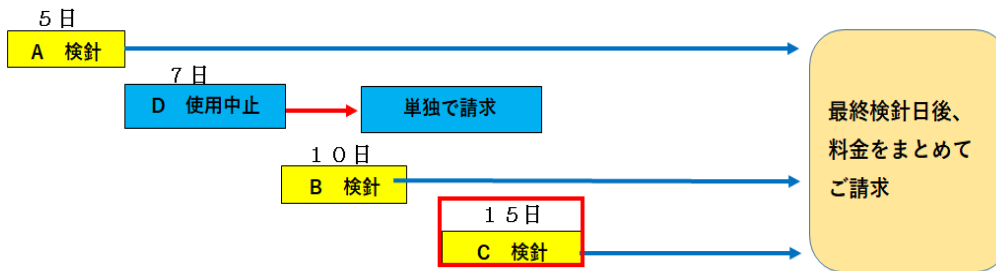 ５日
A　検針
７日
D　使用中止
単独で請求
１０日
B　検針
１５日
C　検針
最終検針日後、
料金をまとめて
ご請求